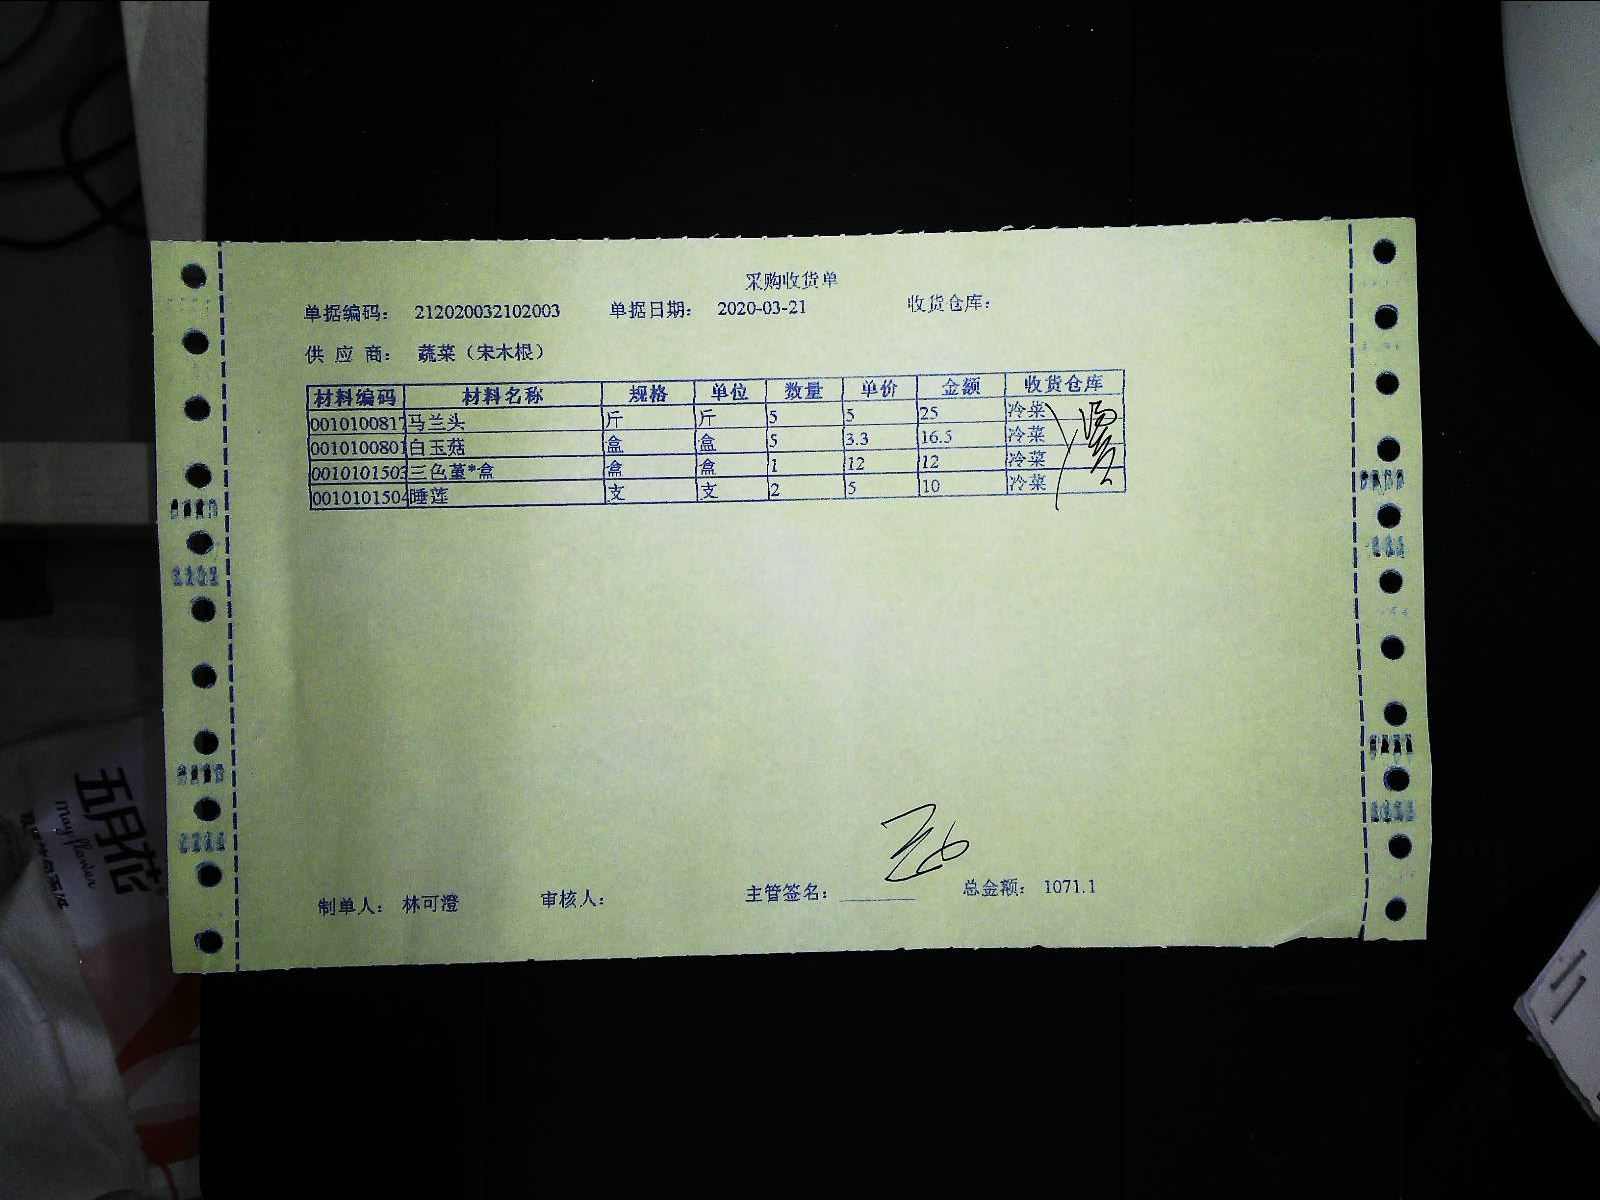 采购收货单
单据编码： 212020032102003 单据日期： 2020-03-21 收货仓库：
供 应 商： 蔬菜（宋木根）
材料编码 材料名称 规格 单位 数量 单价 金额 收货仓库
0010100817 马兰头 斤 斤 5 5 25 冷菜
0010100801 白玉菇 盒 盒 5 3.3 16.5 冷菜
0010101503 三色堇*盒 盒 盒 1 12 12 冷菜
0010101504 睡莲 支 支 2 5 10 冷菜
制单人： 林可澄 审核人： 主管签名： 总金额： 1071.1
五月花
Mayflower